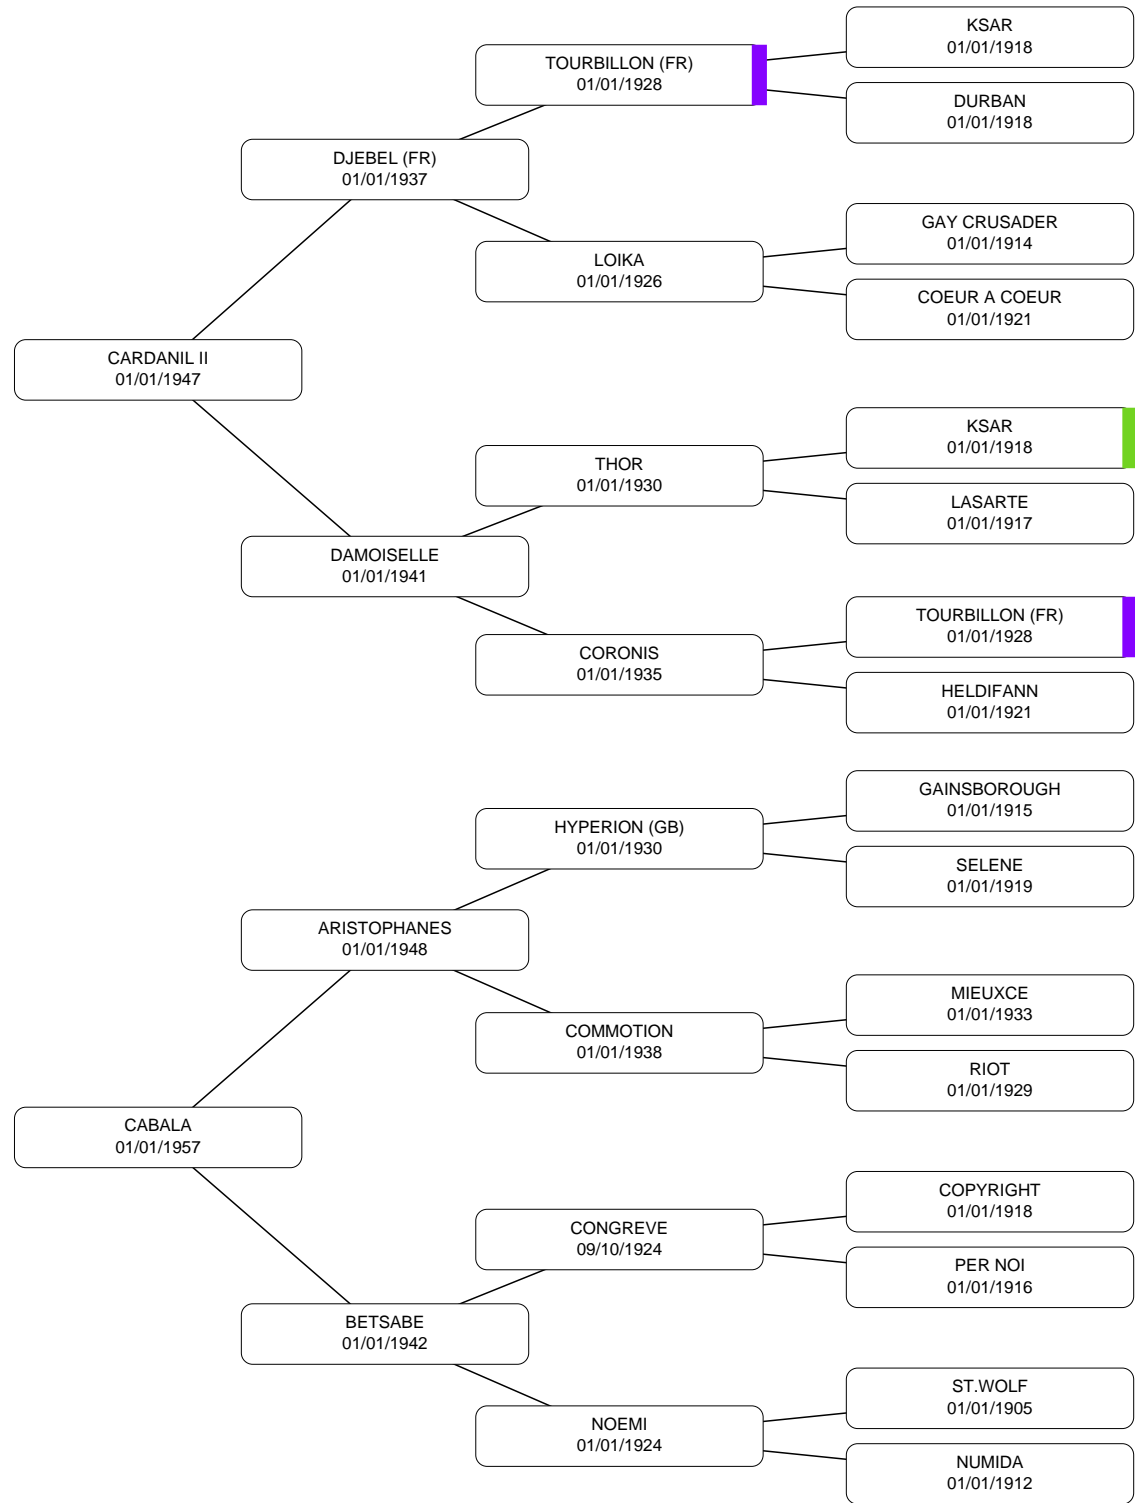 KSAR
01/01/1918
TOURBILLON (FR)
01/01/1928
DURBAN
01/01/1918
DJEBEL (FR)
01/01/1937
GAY CRUSADER
01/01/1914
LOIKA
01/01/1926
COEUR A COEUR
01/01/1921
CARDANIL II
01/01/1947
KSAR
01/01/1918
THOR
01/01/1930
LASARTE
01/01/1917
DAMOISELLE
01/01/1941
TOURBILLON (FR)
01/01/1928
CORONIS
01/01/1935
HELDIFANN
01/01/1921
GAINSBOROUGH
01/01/1915
HYPERION (GB)
01/01/1930
SELENE
01/01/1919
ARISTOPHANES
01/01/1948
MIEUXCE
01/01/1933
COMMOTION
01/01/1938
RIOT
01/01/1929
CABALA
01/01/1957
COPYRIGHT
01/01/1918
CONGREVE
09/10/1924
PER NOI
01/01/1916
BETSABE
01/01/1942
ST.WOLF
01/01/1905
NOEMI
01/01/1924
NUMIDA
01/01/1912